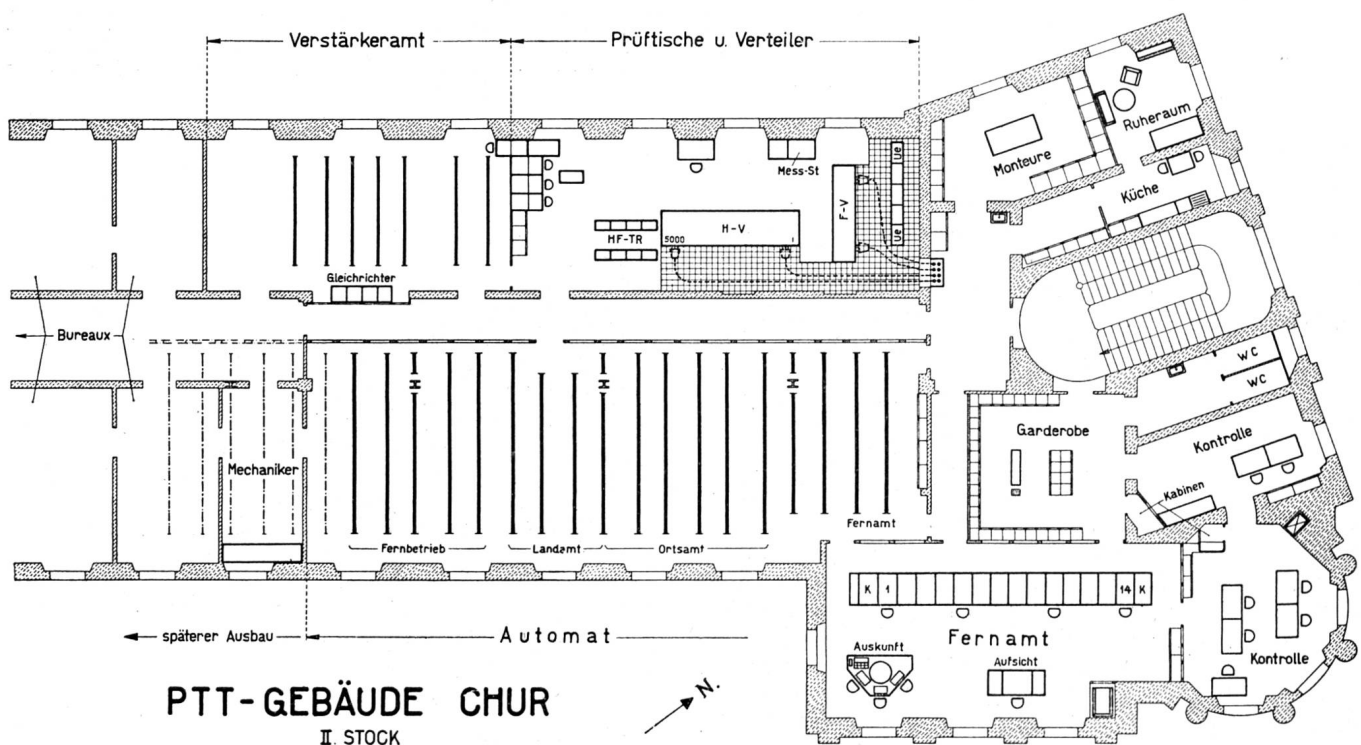 Verstärkeramt
Prüftische u. Verteiler
Ruheraum
Monteure
Mess-St
Ue
Küche
F-V
H-V
HF-TR
5000
1
Ue
Gleichrichter
Bureaux
WC
WC
Garderobe
Kontrolle
Mechaniker
Kabinen
Fernamt
Fernbetrieb
Landamt
Ortsamt
K 1 14 K
späterer Ausbau
Automat
Fernamt
Auskunft
Aufsicht
Kontrolle
PTT-GEBÄUDE CHUR
II. STOCK
N.